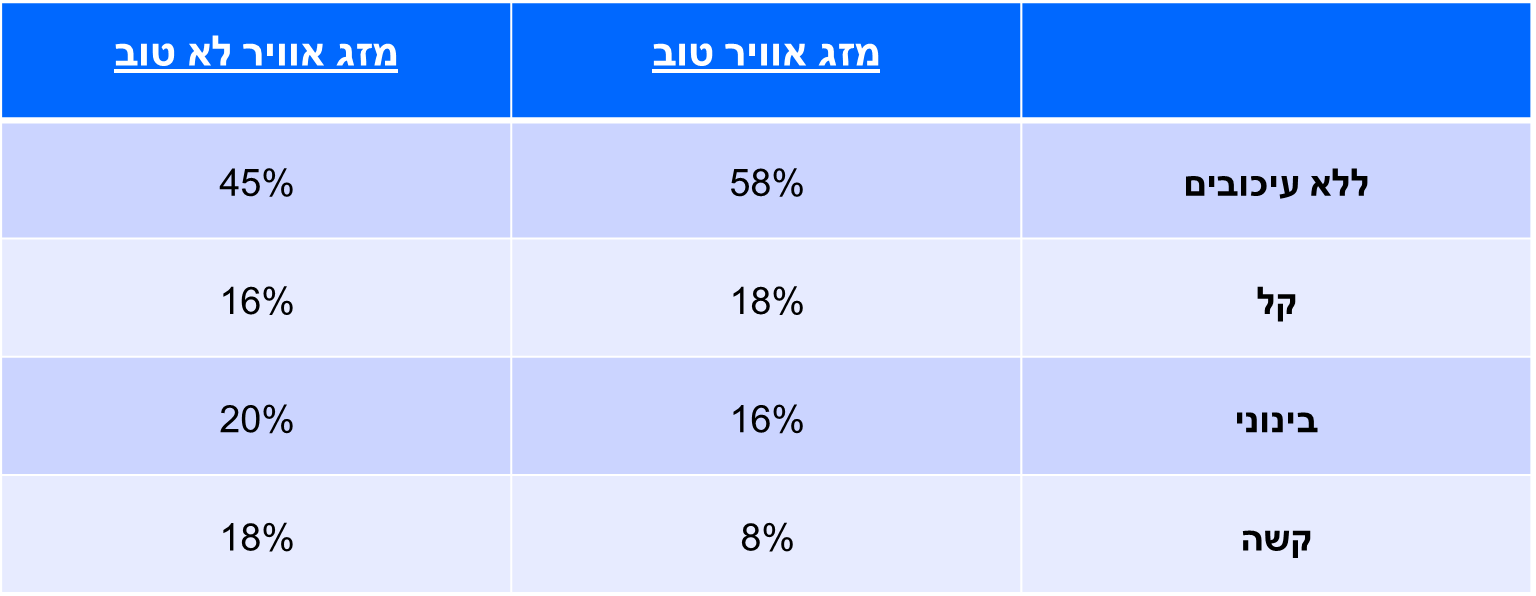 מזג אוויר טוב מזג אוויר לא טוב
ללא עיכובים 58% 45%
קל 18% 16%
בינוני 16% 20%
קשה 8% 18%